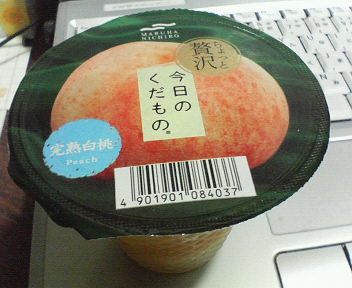 MARUHA
NICHIRO
ちょっと
贅沢
今日の
くだもの。
完熟白桃
Peach
4 901901 084037